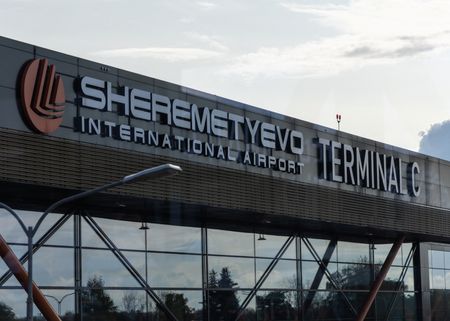 SHEREMETYEVO
INTERNATIONAL AIRPORT
TERMINAL C